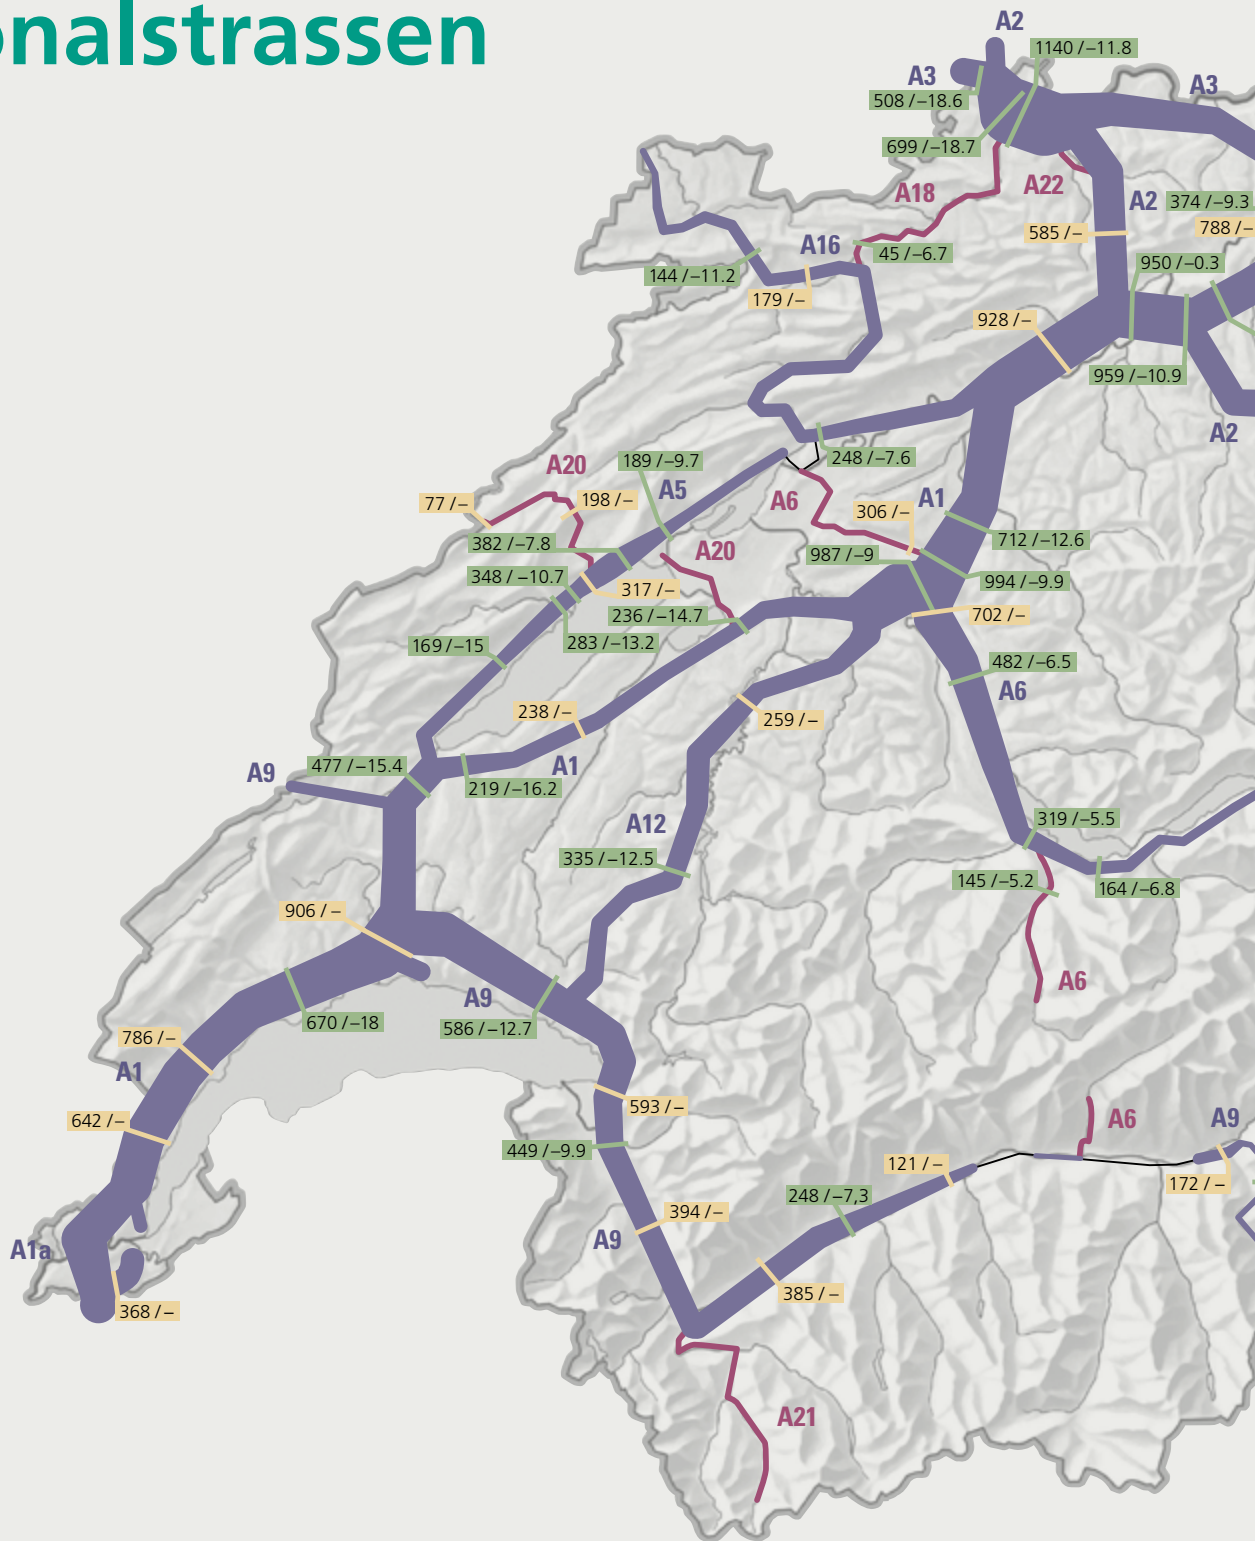 onalstrassen
A2
1140 /–11.8
A3
A3
508 /–18.6
699 /–18.7
A18
A22
A2
374 /–9.3
585 /–
788 /–
A16
45 /–6.7
950 /–0.3
144 /–11.2
179 /–
928 /–
959 /–10.9
A2
248 /–7.6
189 /–9.7
A20
A5
77 /–
198 /–
A6
A1
306 /–
382 /–7.8
A20
987 /–9
712 /–12.6
348 /–10.7
317 /–
994 /–9.9
236 /–14.7
702 /–
169 /–15
283 /–13.2
482 /–6.5
A6
238 /–
259 /–
477 /–15.4
A9
A1
219 /–16.2
A12
319 /–5.5
335 /–12.5
145 /–5.2
164 /–6.8
906 /–
A6
A9
670 /–18
586 /–12.7
786 /–
A1
642 /–
593 /–
A6
A9
449 /–9.9
121 /–
172 /–
248 /–7,3
394 /–
A9
A1a
385 /–
368 /–
A21